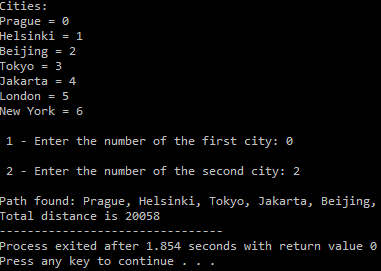 Cities:
Prague = 0
Helsinki = 1
Beijing = 2
Tokyo = 3
Jakarta = 4
London = 5
New York = 6
1 - Enter the number of the first city: 0
2 - Enter the number of the second city: 2
Path found: Prague, Helsinki, Tokyo, Jakarta, Beijing,
Total distance is 20058
--------------------------------
Process exited after 1.854 seconds with return value 0
Press any key to continue . . .